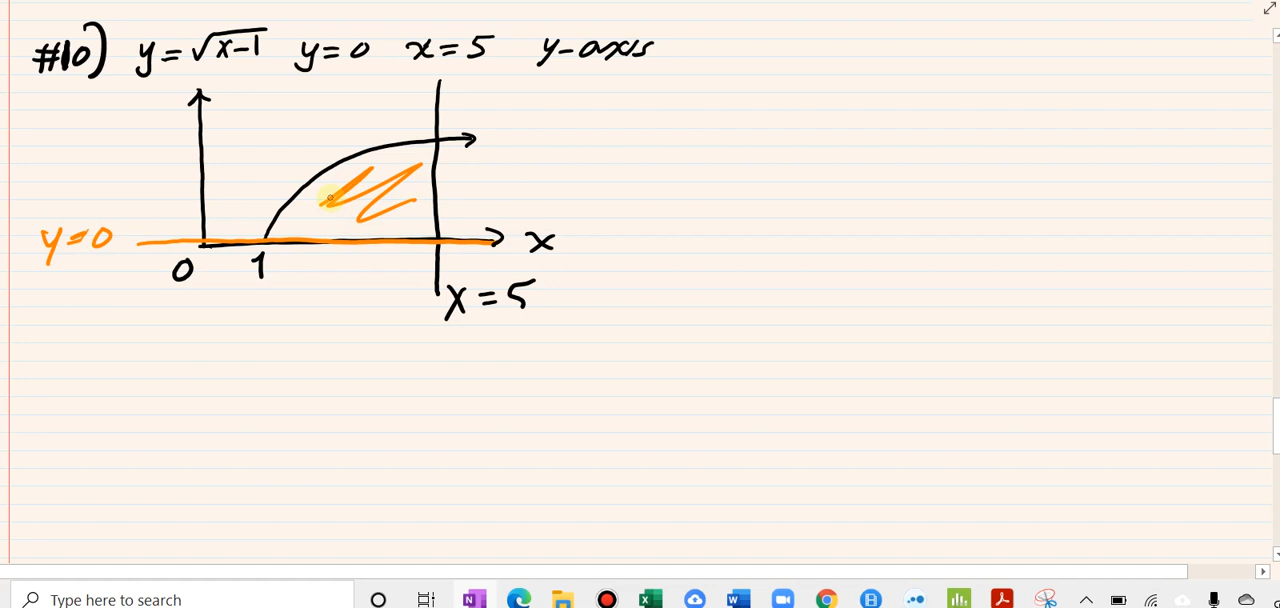 #10) y=√x-1 y=0 x=5 y-axis
y=0
x
0 1
x=5
Type here to search